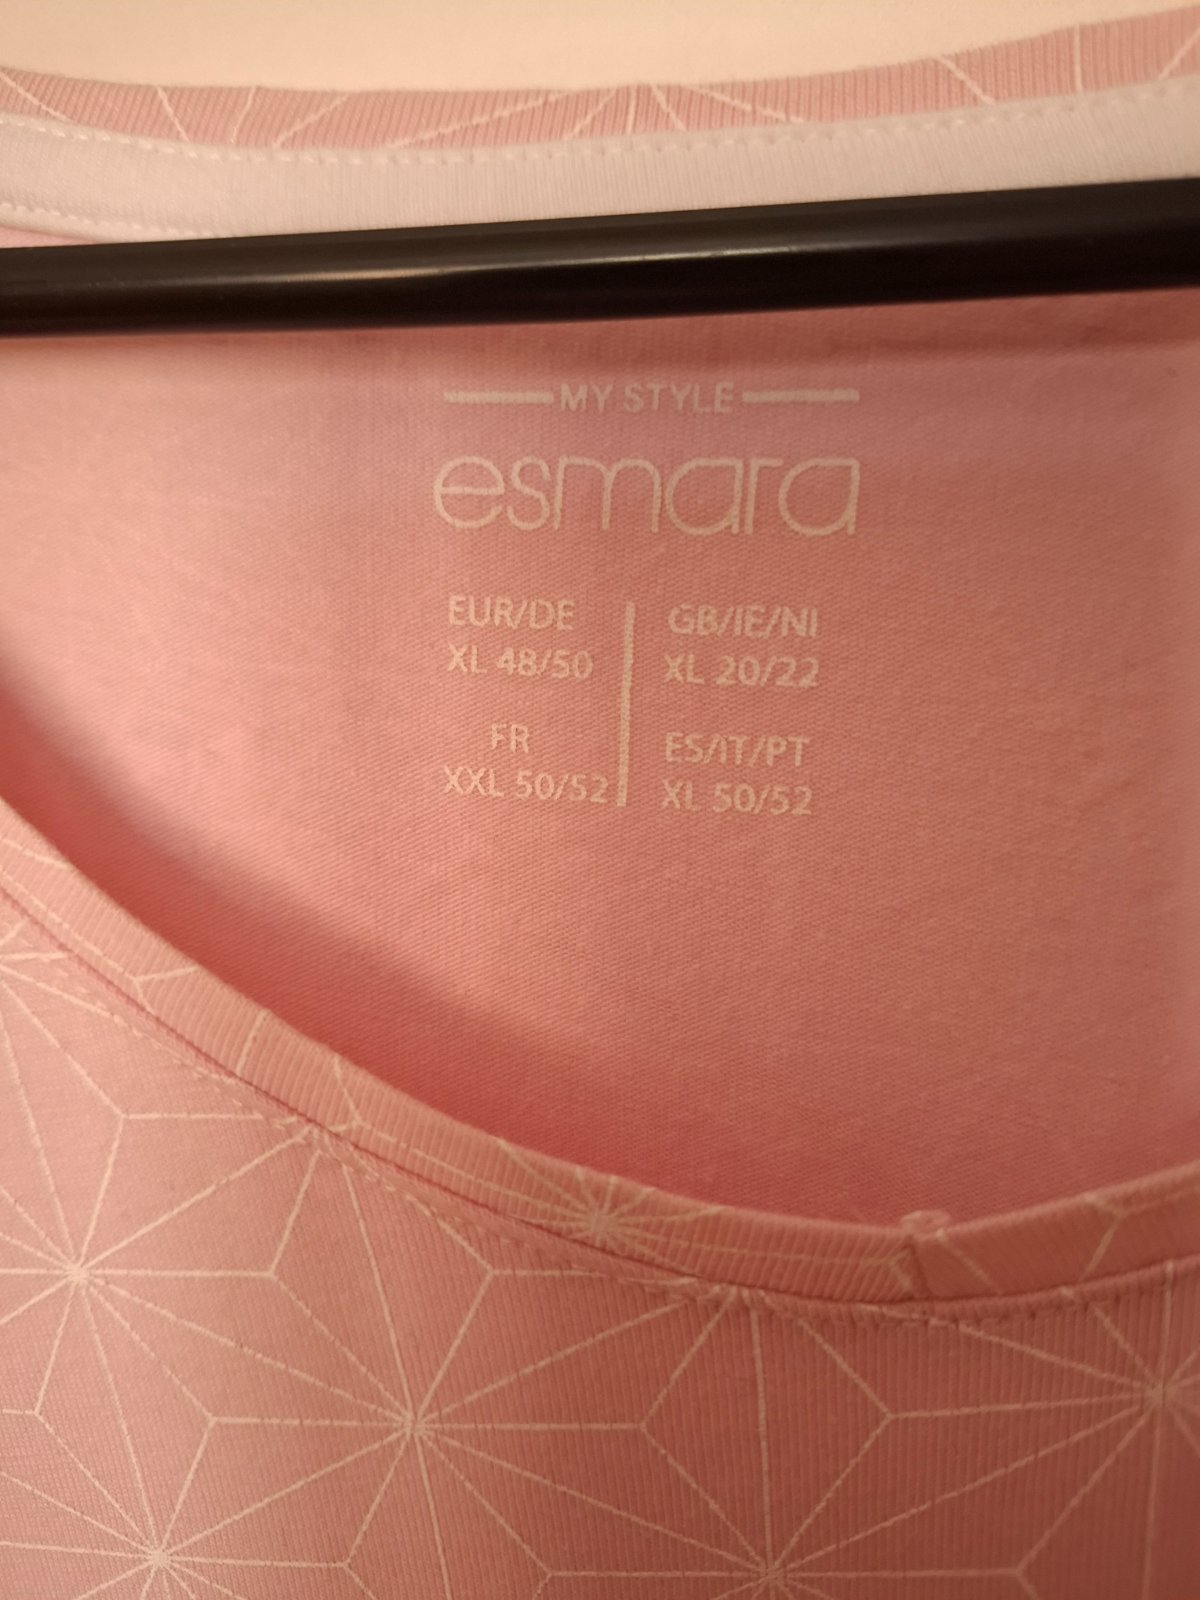 MY STYLE
esmara
EUR/DE
XL 48/50
GB/IE/NI
XL 20/22
FR
XXL 50/52
ES/IT/PT
XL 50/52